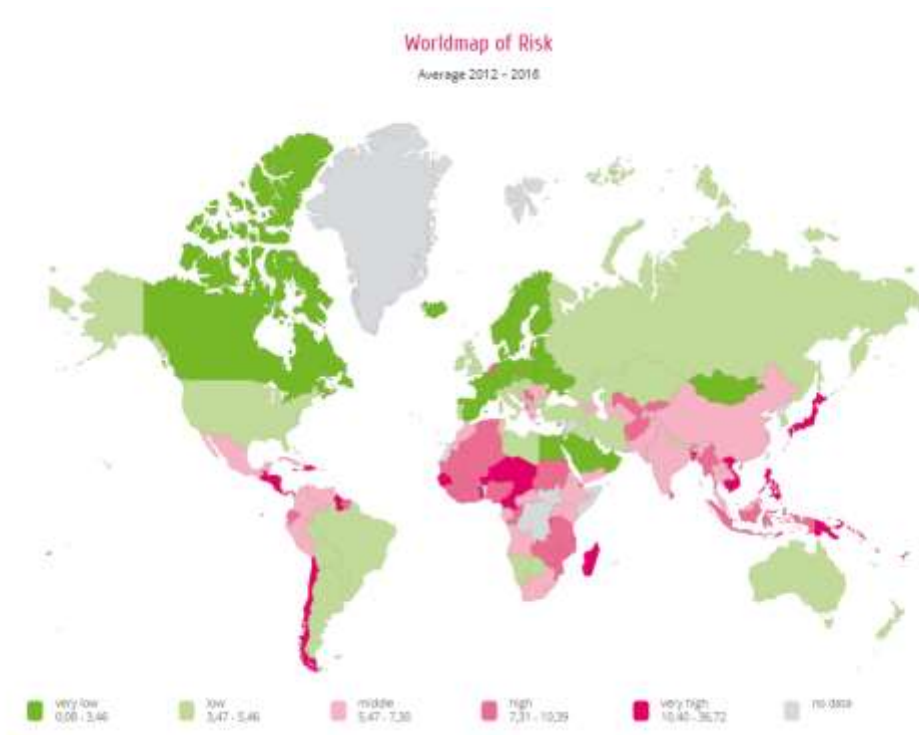 Worldmap of Risk
Average 2012 – 2016
very low
0,08 - 3,46
low
3,47 - 5,46
middle
5,47 - 7,30
high
7,31 - 10,39
very high
10,40 - 36,72
no data